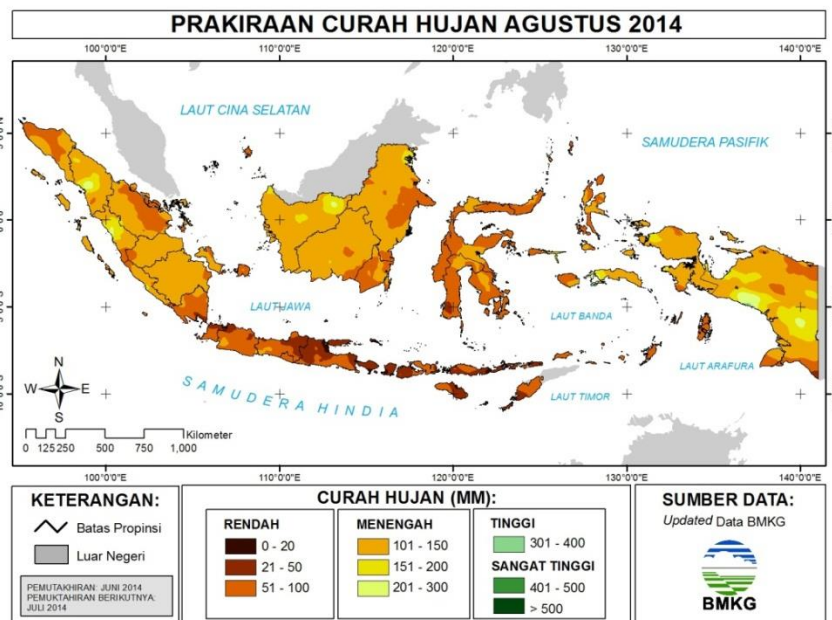 PRAKIRAAN CURAH HUJAN AGUSTUS 2014
100°0'0"E 110°0'0"E 120°0'0"E 130°0'0"E 140°0'0"E
LAUT CINA SELATAN
SAMUDERA PASIFIK
LAUT JAWA
LAUT BANDA
LAUT ARAFURA
LAUT TIMOR
SAMUDERA HINDIA
N
W E
S
Kilometer
0 125 250 500 750 1,000
100°0'0"E 110°0'0"E 120°0'0"E 130°0'0"E 140°0'0"E
KETERANGAN:
Batas Propinsi
Luar Negeri
PEMUTAKHIRAN: JUNI 2014
PEMUKTAHIRAN BERIKUTNYA:
JULI 2014
CURAH HUJAN (MM):
RENDAH
0 - 20
21 - 50
51 - 100
MENENGAH
101 - 150
151 - 200
201 - 300
TINGGI
301 - 400
SANGAT TINGGI
401 - 500
> 500
SUMBER DATA:
Updated Data BMKG
BMKG